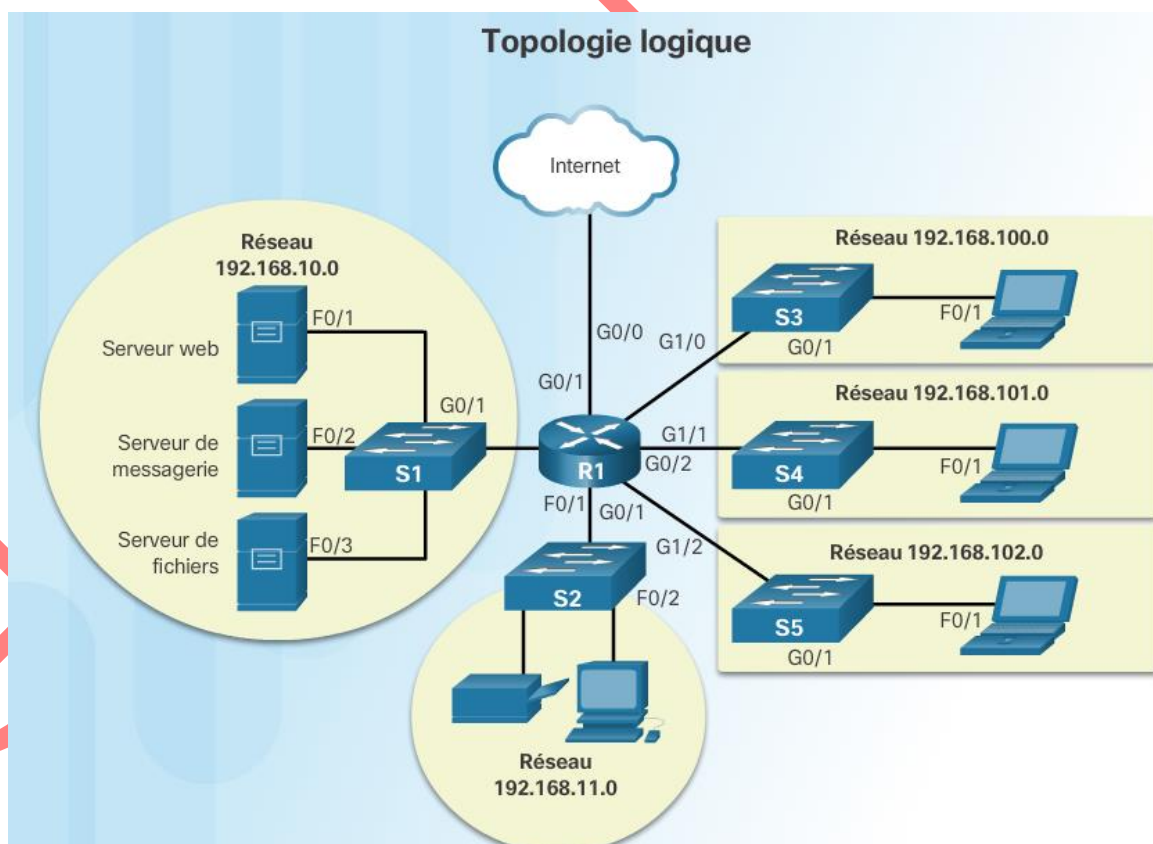 Topologie logique
Internet
Réseau
192.168.10.0
F0/1
Serveur web
F0/2
Serveur de
messagerie
Serveur de
fichiers
F0/3
G0/1
S1
G0/0
G0/1
G1/0
R1
G1/1
G0/2
F0/1
G0/1
G1/2
S2
F0/2
Réseau
192.168.11.0
Réseau 192.168.100.0
S3
F0/1
G0/1
Réseau 192.168.101.0
S4
F0/1
G0/1
Réseau 192.168.102.0
S5
F0/1
G0/1